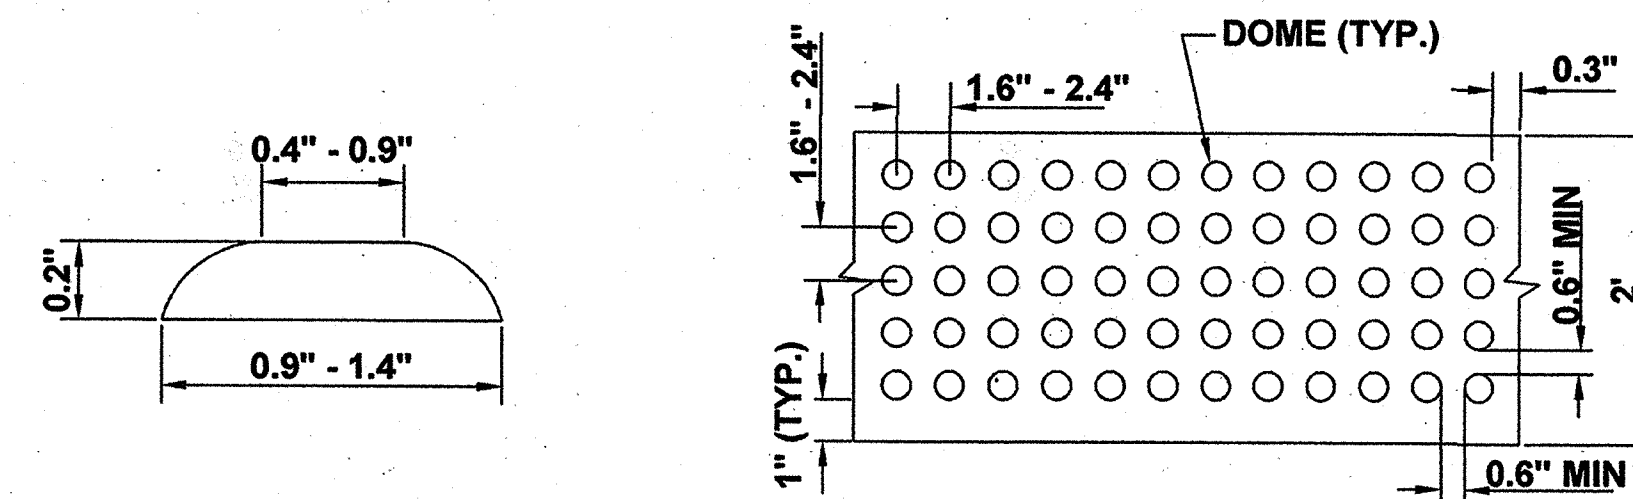 0.4" - 0.9"
0.2"
0.9" - 1.4"
DOME (TYP.)
1.6" - 2.4"
1.6" - 2.4"
0.3"
0.6" MIN
2'
1" (TYP.)
0.6" MIN